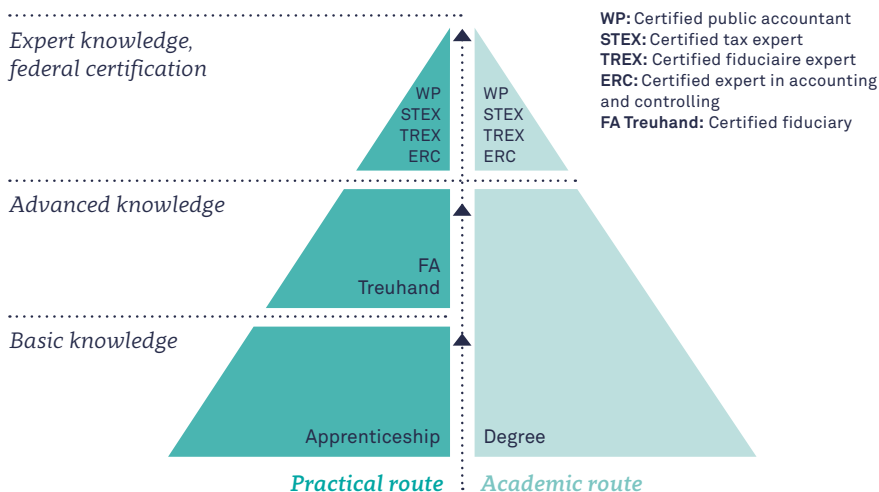 Expert knowledge,
federal certification
WP
STEX
TREX
ERC
WP
STEX
TREX
ERC
WP: Certified public accountant
STEX: Certified tax expert
TREX: Certified fiduciaire expert
ERC: Certified expert in accounting
and controlling
FA Treuhand: Certified fiduciary
Advanced knowledge
FA
Treuhand
Basic knowledge
Apprenticeship
Degree
Practical route
Academic route